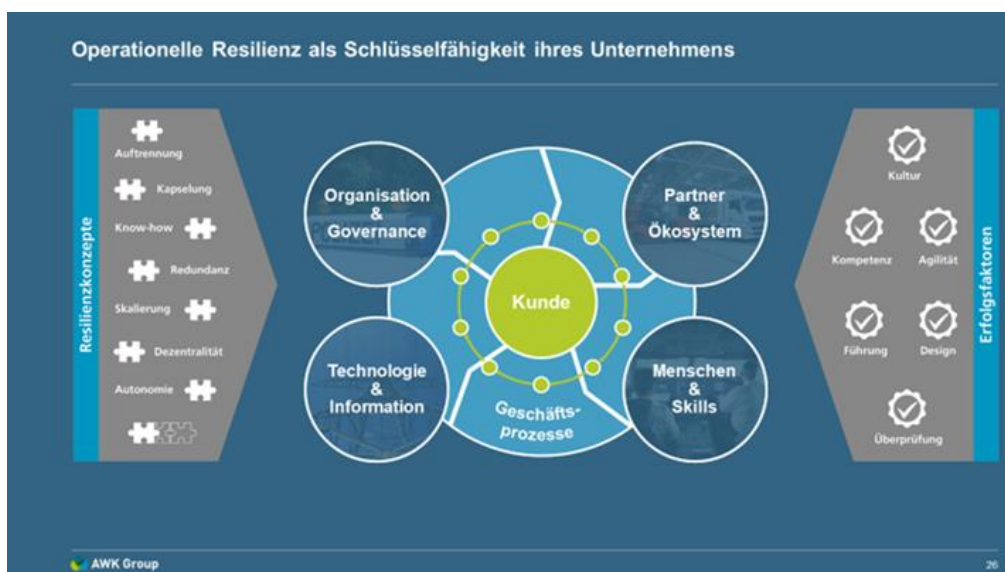 Operationelle Resilienz als Schlüsselfähigkeit ihres Unternehmens
Resilienzkonzepte
Auftrennung
Kapselung
Know-how
Redundanz
Skallerung
Dezentralität
Autonomie
Organisation
&
Governance
Partner
&
Ökosystem
Kunde
Technologie
&
Information
Menschen
&
Skills
Geschäfts-
prozesse
Kultur
Kompetenz
Agilität
Führung
Design
Überprüfung
Erfolgsfaktoren
AWK Group
26